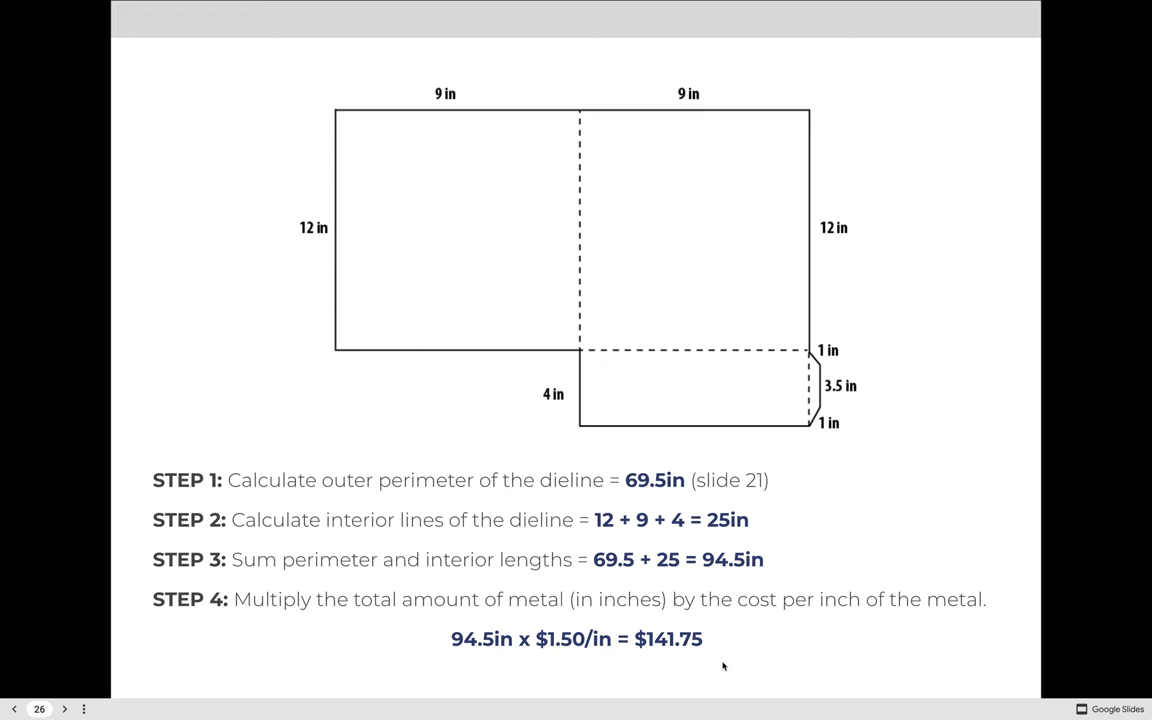 9 in 9 in
12 in 12 in
1 in
3.5 in
4 in
1 in
STEP 1: Calculate outer perimeter of the dieline = 69.5in (slide 21)
STEP 2: Calculate interior lines of the dieline = 12 + 9 + 4 = 25in
STEP 3: Sum perimeter and interior lengths = 69.5 + 25 = 94.5in
STEP 4: Multiply the total amount of metal (in inches) by the cost per inch of the metal.
94.5in x $1.50/in = $141.75
26
Google Slides